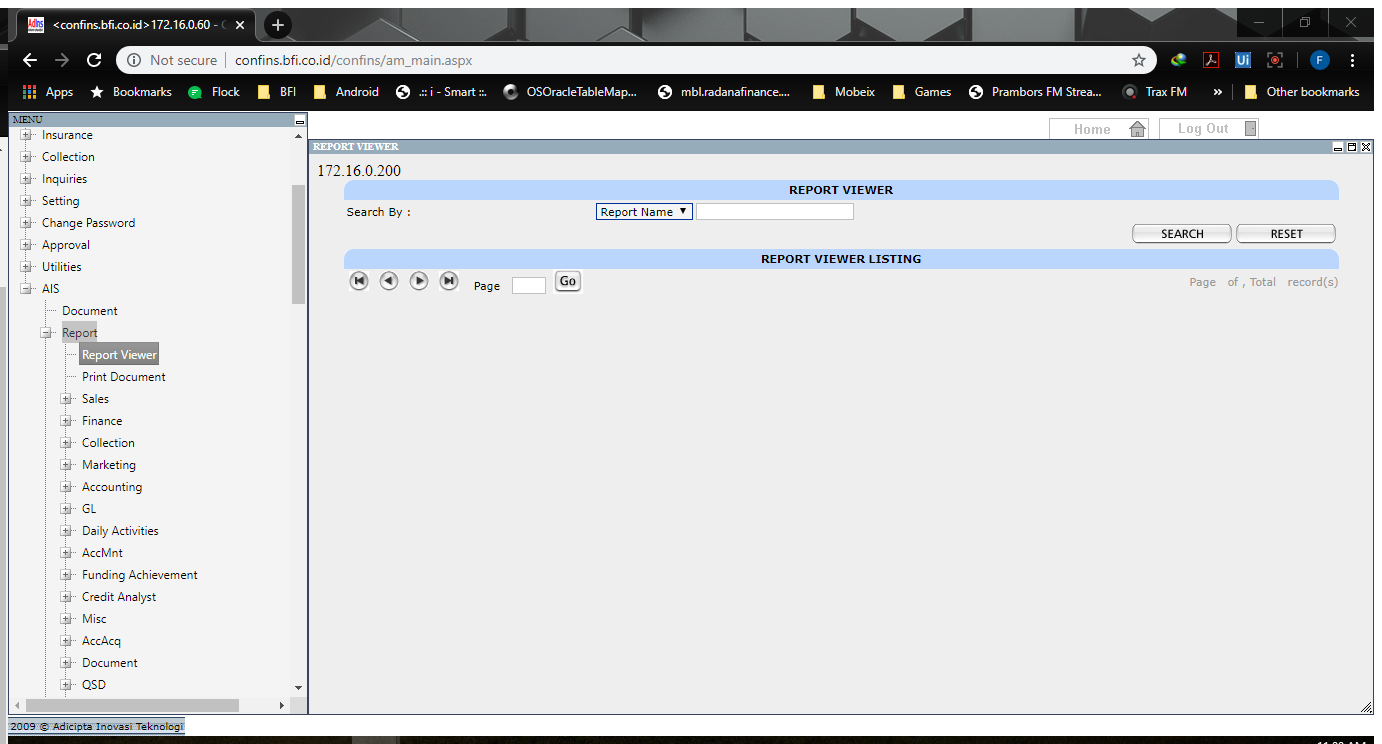 AdIns <confins.bfi.co.id>172.16.0.60 -
Not secure | confins.bfi.co.id/confins/am_main.aspx
Apps Bookmarks Flock BFI Android .:: i - Smart ::. OSOracleTableMap... mbl.radanafinance.... Mobeix Games Prambors FM Strea... Trax FM » Other bookmarks
MENU
Insurance
Collection
Inquiries
Setting
Change Password
Approval
Utilities
AIS
Document
Report
Report Viewer
Print Document
Sales
Finance
Collection
Marketing
Accounting
GL
Daily Activities
AccMnt
Funding Achievement
Credit Analyst
Misc
AccAcq
Document
QSD
2009 © Adicipta Inovasi Teknologi
Home Log Out
REPORT VIEWER
172.16.0.200
REPORT VIEWER
Search By : Report Name
SEARCH RESET
REPORT VIEWER LISTING
Page Go Page of , Total record(s)